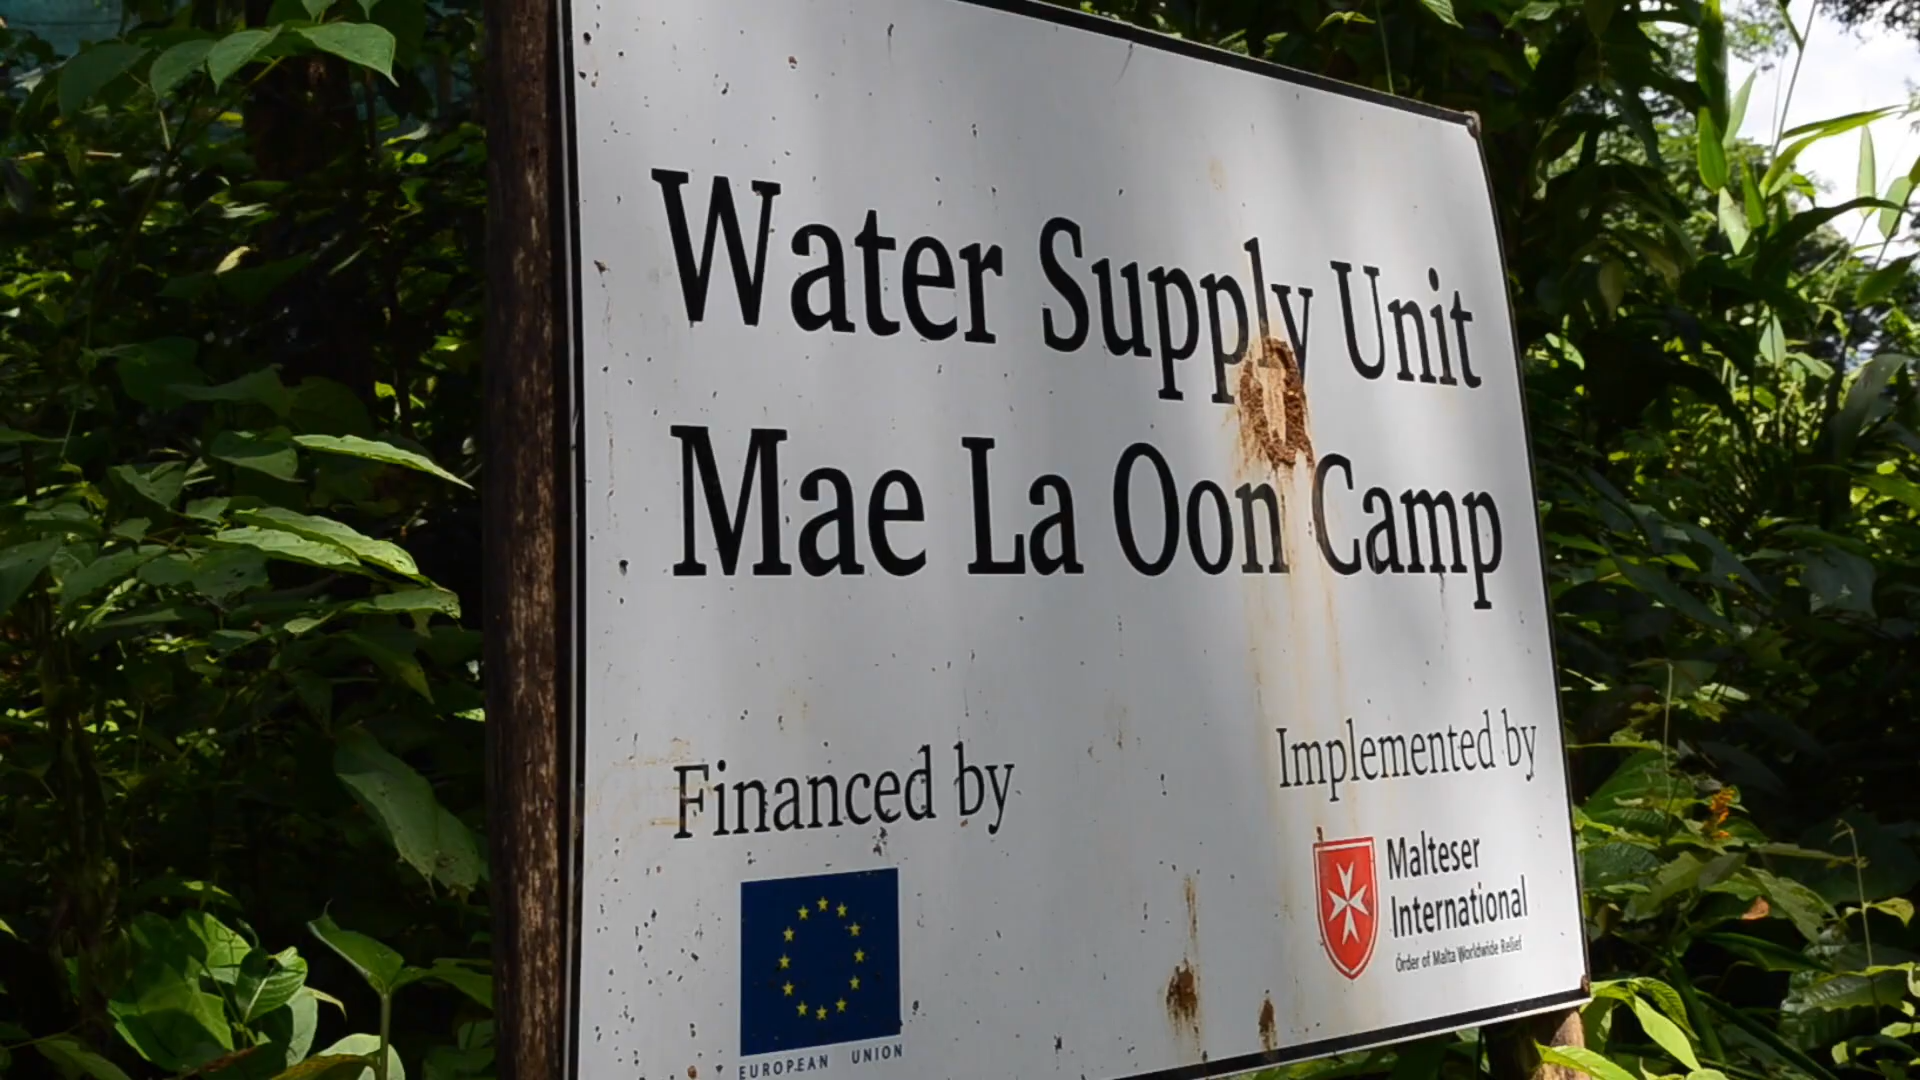 Water Supply Unit
Mae La Oon Camp
Financed by
Implemented by
EUROPEAN UNION
Malteser
International
Order of Malta Worldwide Relief